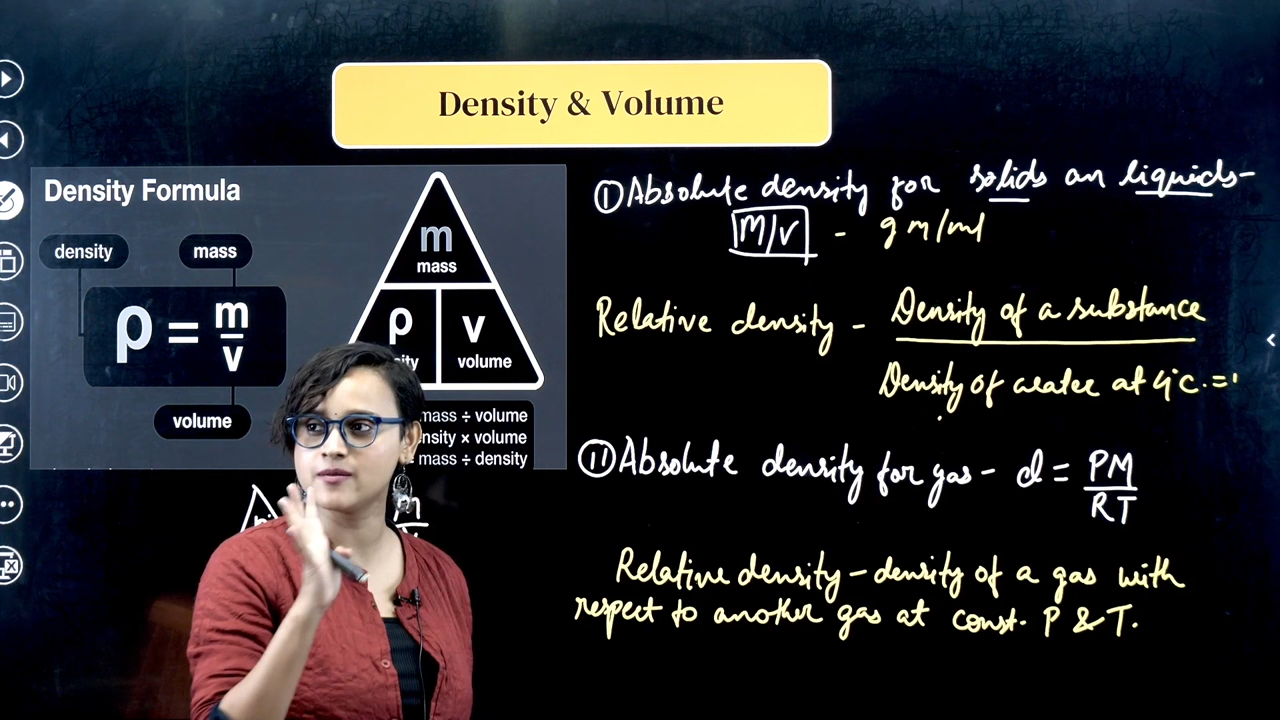 Density & Volume
Density Formula
density
mass
ρ = m/v
volume
m
mass
ρ
v
volume
mass ÷ volume
nsity × volume
mass ÷ density
① Absolute density for solids an liquids-
m/v - gm/ml
Relative density - Density of a substance
Density of water at 4°c. =
⑪ Absolute density for gas - d = PM/RT
Relative density - density of a gas with
respect to another gas at const. P & T.